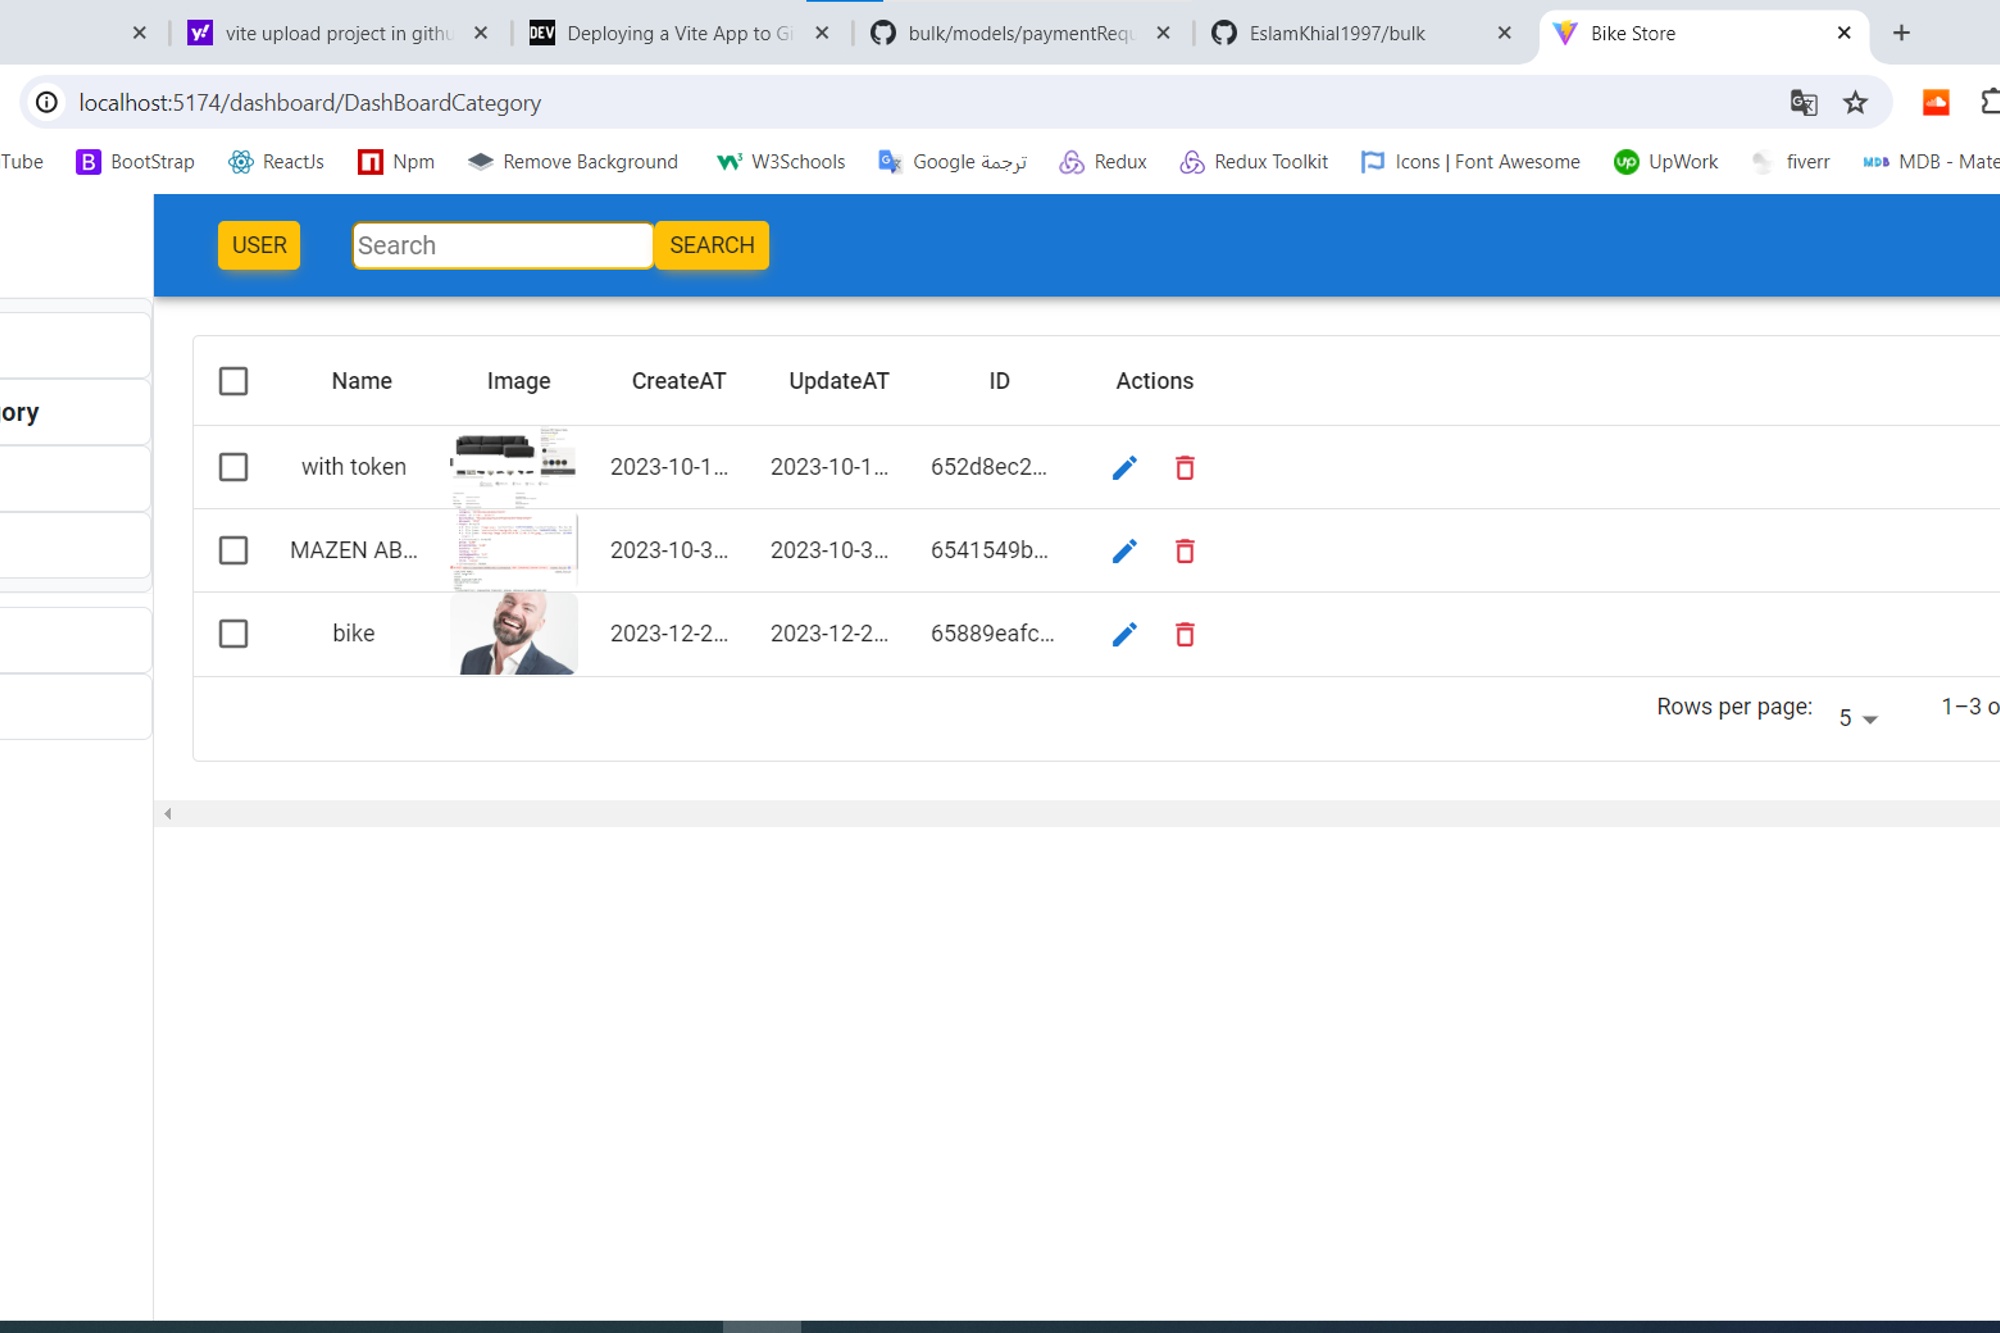 vite upload project in githu
DEV Deploying a Vite App to Gi
bulk/models/paymentRequ
EslamKhial1997/bulk
Bike Store
localhost:5174/dashboard/DashBoardCategory
Tube
BootStrap
ReactJs
Npm
Remove Background
W3Schools
Google ترجمة
Redux
Redux Toolkit
Icons | Font Awesome
UpWork
fiverr
MDB - Mate
USER
Search
SEARCH
gory
Name Image CreateAT UpdateAT ID Actions
with token 2023-10-1... 2023-10-1... 652d8ec2...
MAZEN AB... 2023-10-3... 2023-10-3... 6541549b...
bike 2023-12-2... 2023-12-2... 65889eafc...
Rows per page: 5 1–3 o